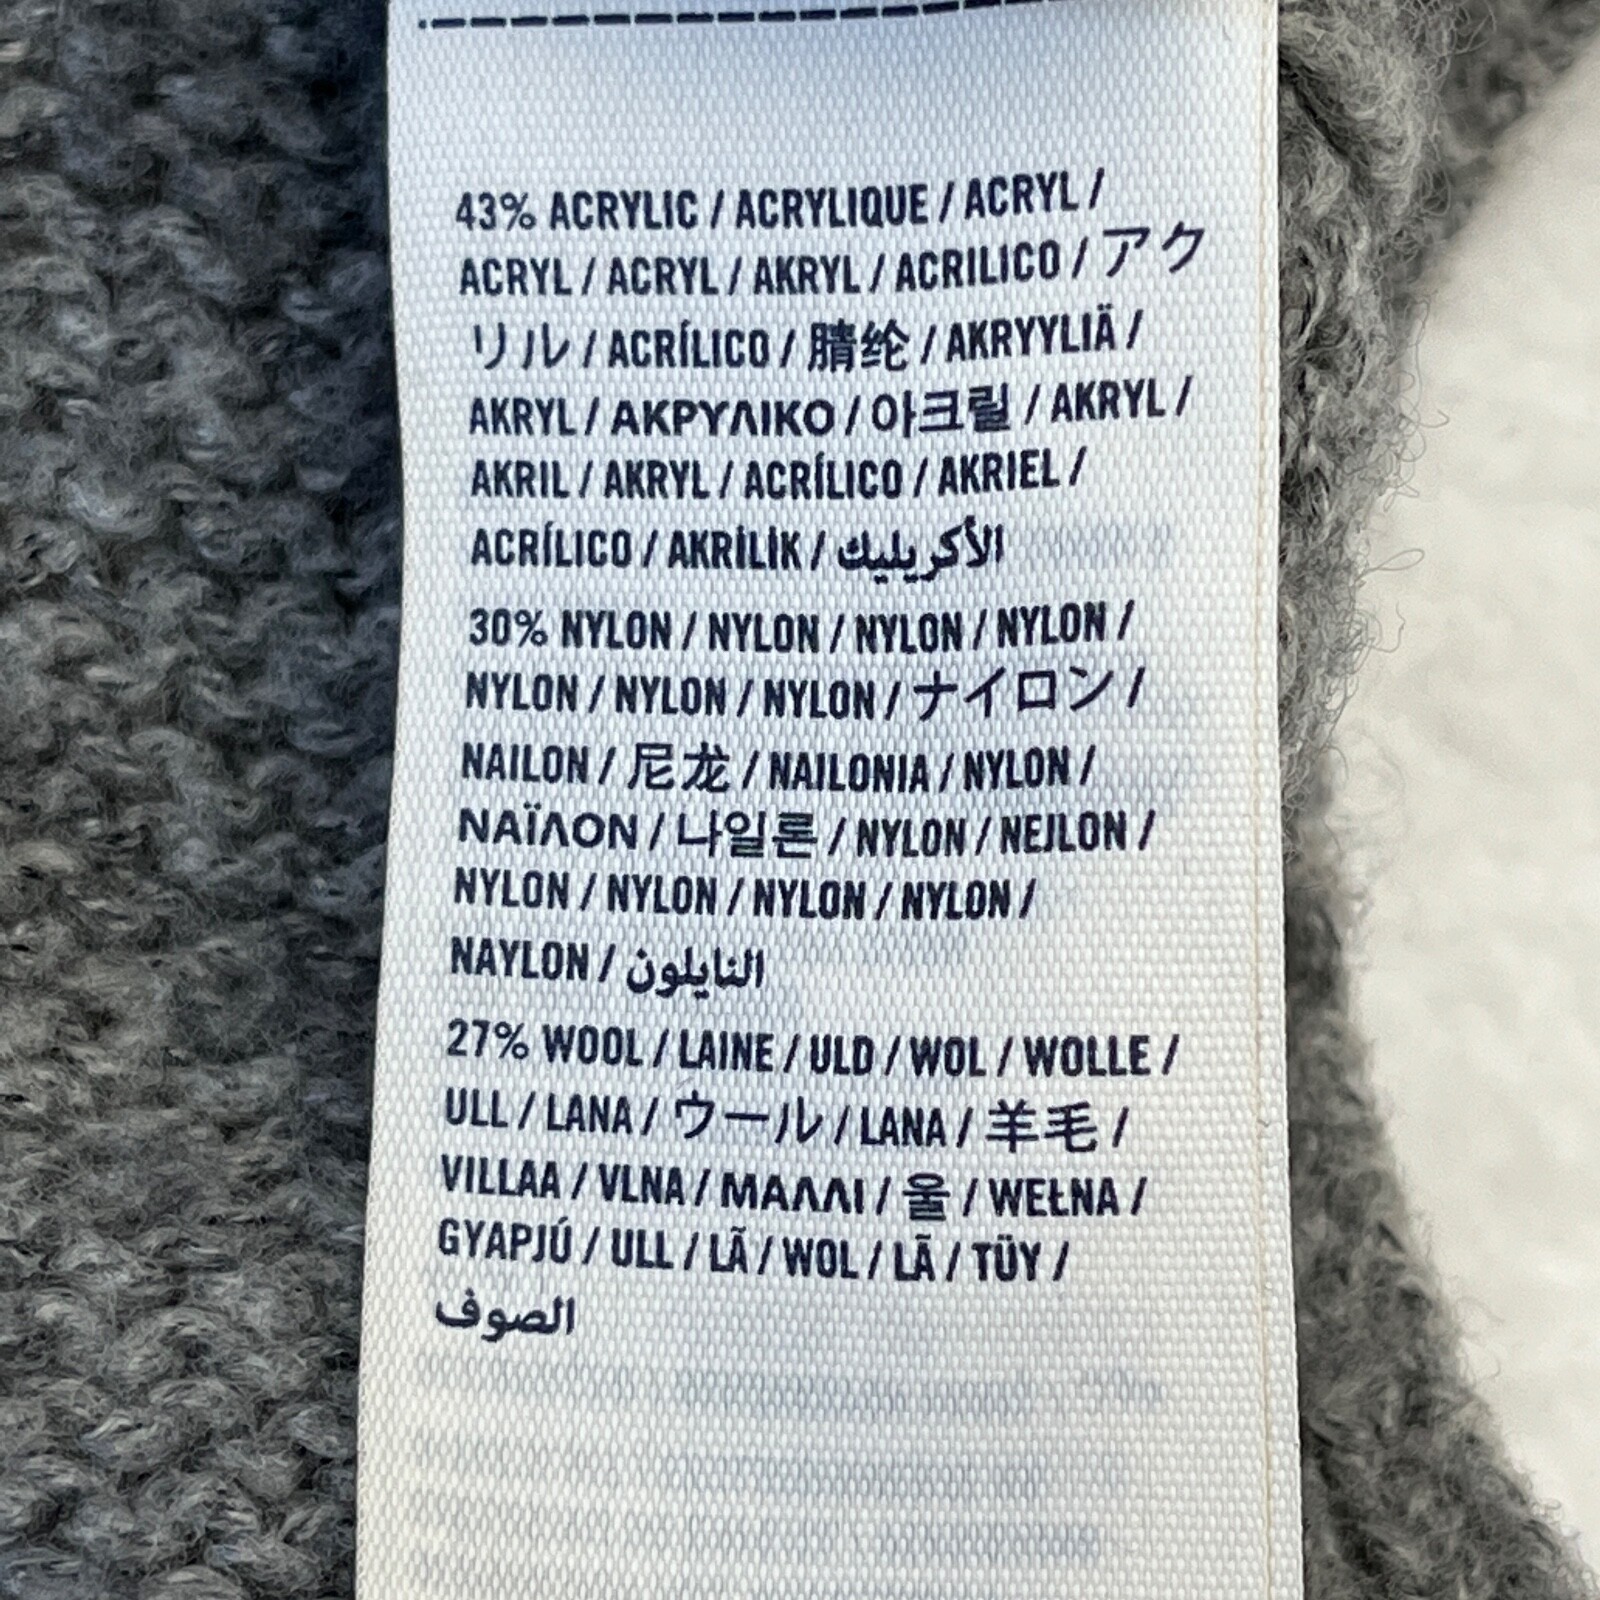 43% ACRYLIC / ACRYLIQUE / ACRYL /
ACRYL / ACRYL / AKRYL / ACRILICO / アク
リル / ACRÍLICO / 腈纶 / AKRYYLIÄ /
AKRYL / ΑΚΡΥΛΙΚΟ / 아크릴 / AKRYL /
AKRIL / AKRYL / ACRÍLICO / AKRIEL /
ACRÍLICO / AKRİLİK / الأكريليك
30% NYLON / NYLON / NYLON / NYLON /
NYLON / NYLON / NYLON / ナイロン /
NAILON / 尼龙 / NAILONIA / NYLON /
ΝΑΪΛΟΝ / 나일론 / NYLON / NEJLON /
NYLON / NYLON / NYLON / NYLON /
NAYLON / النايلون
27% WOOL / LAINE / ULD / WOL / WOLLE /
ULL / LANA / ウール / LANA / 羊毛 /
VILLAA / VLNA / ΜΑΛΛΙ / 울 / WEŁNA /
GYAPJÚ / ULL / LÃ / WOL / LÃ / TÜY /
الصوف